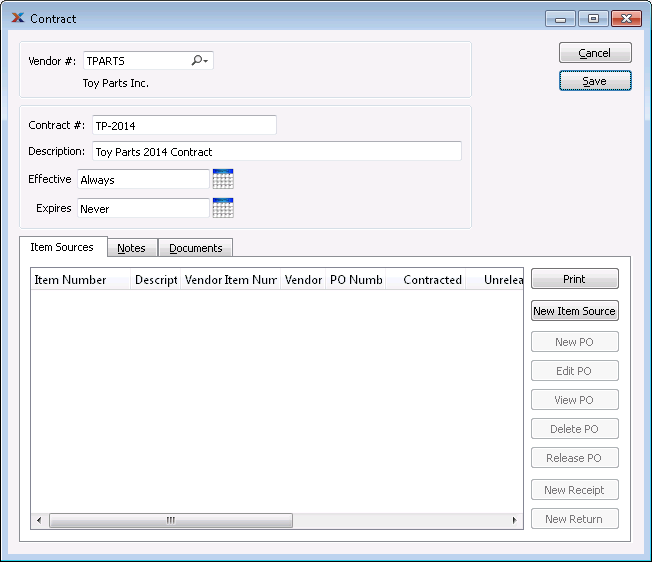 Contract
Vendor #: TPARTS
Toy Parts Inc.
Cancel
Save
Contract #: TP-2014
Description: Toy Parts 2014 Contract
Effective Always
Expires Never
Item Sources Notes Documents
Item Number Descript Vendor Item Num Vendor PO Numb Contracted Unrelea
Print
New Item Source
New PO
Edit PO
View PO
Delete PO
Release PO
New Receipt
New Return